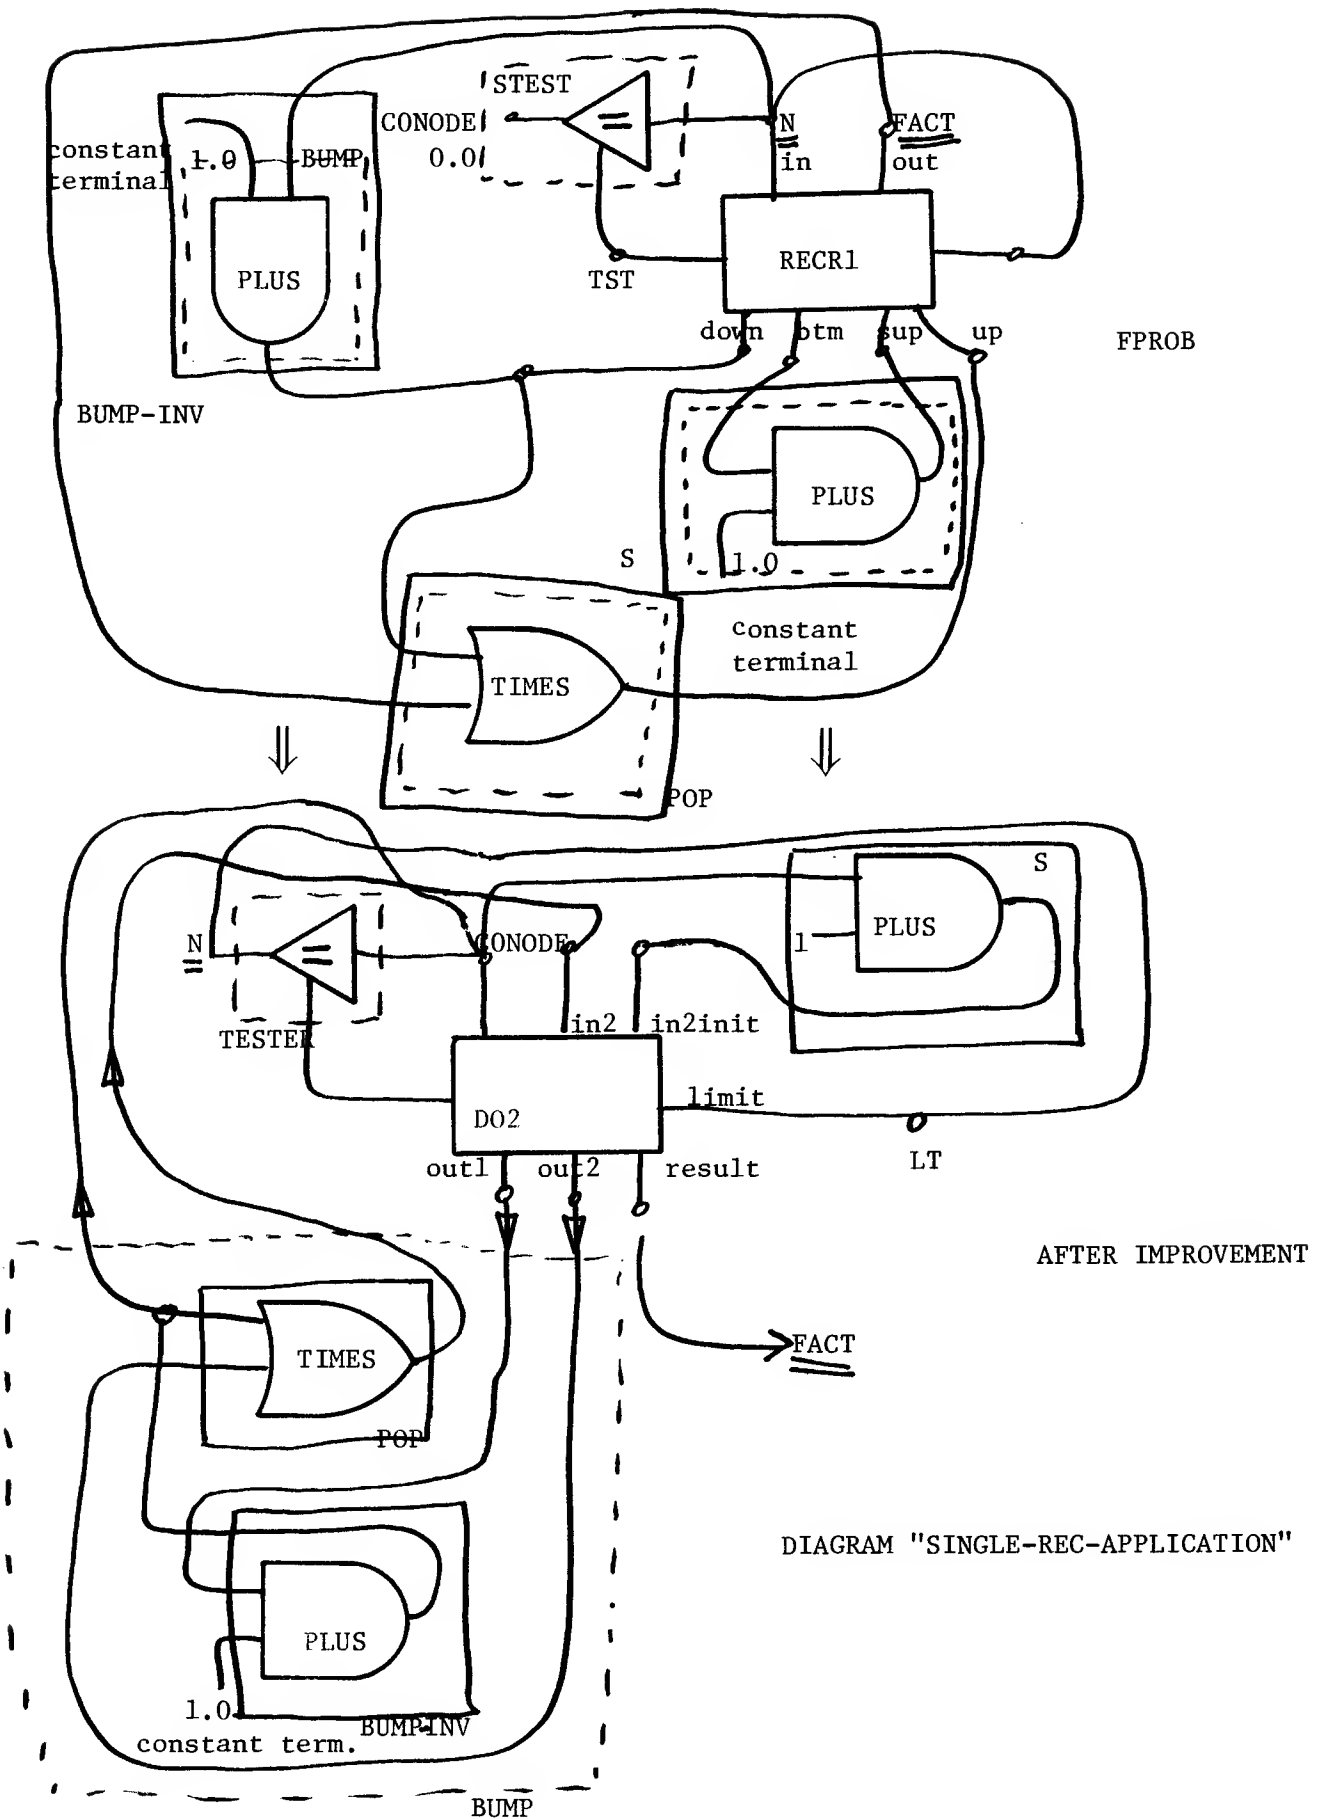 STEST
CONODE
0.0
N
in
FACT
out
constant
terminal
1.0
BUMP
PLUS
RECR1
TST
down
btm
sup
up
FPROB
BUMP-INV
PLUS
1.0
S
constant
terminal
TIMES
⇓
⇓
POP
S
PLUS
1
N
=
CONODE
TESTER
in2
in2init
limit
DO2
LT
out1
out2
result
AFTER IMPROVEMENT
FACT
TIMES
POP
DIAGRAM "SINGLE-REC-APPLICATION"
PLUS
1.0
BUMP-INV
constant term.
BUMP